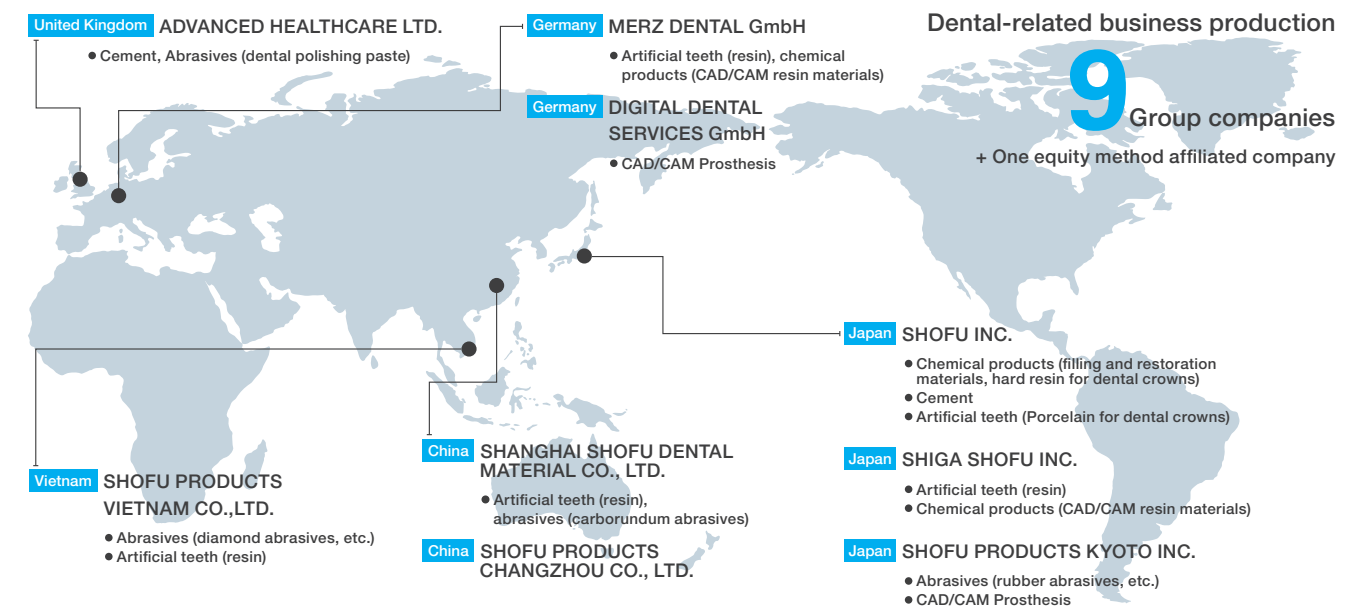 United Kingdom ADVANCED HEALTHCARE LTD.
● Cement, Abrasives (dental polishing paste)
Germany MERZ DENTAL GmbH
● Artificial teeth (resin), chemical
products (CAD/CAM resin materials)
Germany DIGITAL DENTAL
SERVICES GmbH
● CAD/CAM Prosthesis
Dental-related business production
9 Group companies
+ One equity method affiliated company
Japan SHOFU INC.
● Chemical products (filling and restoration
materials, hard resin for dental crowns)
● Cement
● Artificial teeth (Porcelain for dental crowns)
Japan SHIGA SHOFU INC.
● Artificial teeth (resin)
● Chemical products (CAD/CAM resin materials)
Japan SHOFU PRODUCTS KYOTO INC.
● Abrasives (rubber abrasives, etc.)
● CAD/CAM Prosthesis
China SHANGHAI SHOFU DENTAL
MATERIAL CO., LTD.
● Artificial teeth (resin),
abrasives (carborundum abrasives)
China SHOFU PRODUCTS
CHANGZHOU CO., LTD.
Vietnam SHOFU PRODUCTS
VIETNAM CO.,LTD.
● Abrasives (diamond abrasives, etc.)
● Artificial teeth (resin)